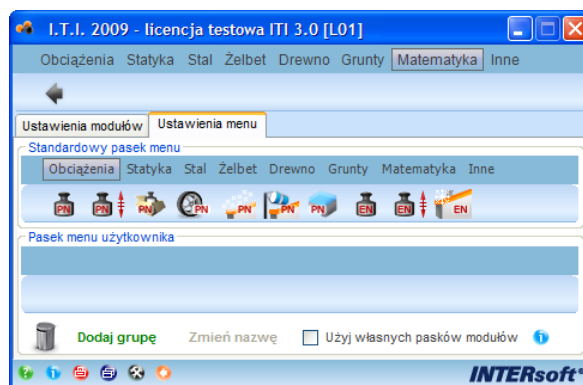 I.T.I. 2009 - licencja testowa ITI 3.0 [L01]
Obciążenia Statyka Stal Żelbet Drewno Grunty Matematyka Inne
Ustawienia modułów Ustawienia menu
Standardowy pasek menu
Obciążenia Statyka Stal Żelbet Drewno Grunty Matematyka Inne
PN PN PN PN PN PN PN EN EN EN
Pasek menu użytkownika
Dodaj grupę Zmień nazwę Użyj własnych pasków modułów
INTERsoft